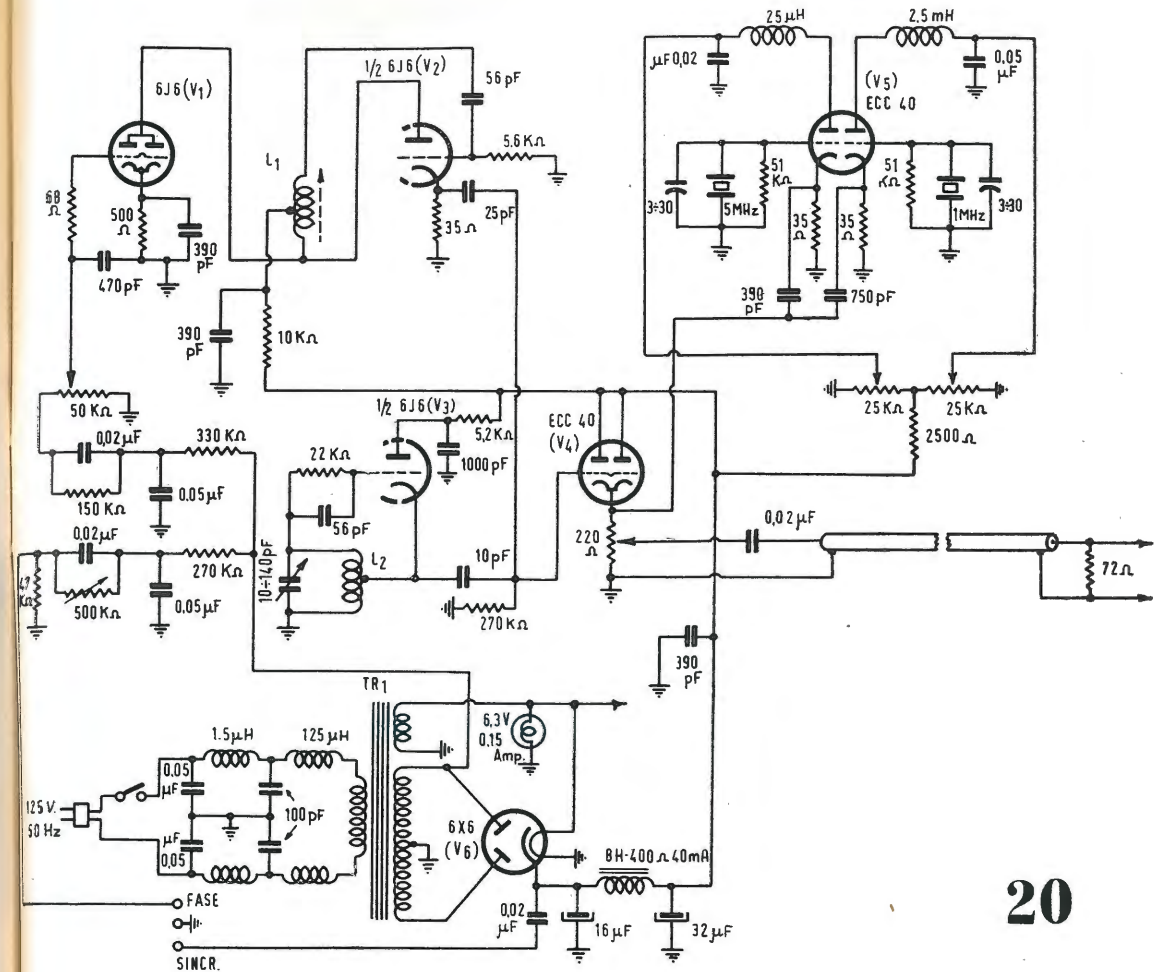 6J6 (V1)
1/2 6J6 (V2)
56 pF
L1
5.6 KΩ
25 pF
35 Ω
68 Ω
500 Ω
390 pF
470 pF
390 pF
10 KΩ
50 KΩ
25 µH
2,5 mH
µF 0,02
0,05 µF
(V5)
ECC 40
3÷30
5MHz
51 KΩ
51 KΩ
1MHz
3÷30
35 Ω
35 Ω
390 pF
750 pF
25 KΩ
25 KΩ
2500 Ω
1/2 6J6 (V3)
5,2KΩ
1000 pF
22 KΩ
56 pF
10÷140pF
L2
10 pF
270 KΩ
ECC 40
(V4)
220 Ω
0,02 µF
72 Ω
390 pF
0,02 µF
330 KΩ
150 KΩ
0.05 µF
0,02 µF
270 KΩ
47 KΩ
500 KΩ
0,05 µF
TR1
6,3 V
0,15
Amp.
1.5 µH
125 µH
0,05 µF
100 pF
µF 0,05
125 V.
50 Hz
6X6
(V6)
8H-400 Ω 40mA
0,02 µF
16 µF
32 µF
FASE
SINCR.
20